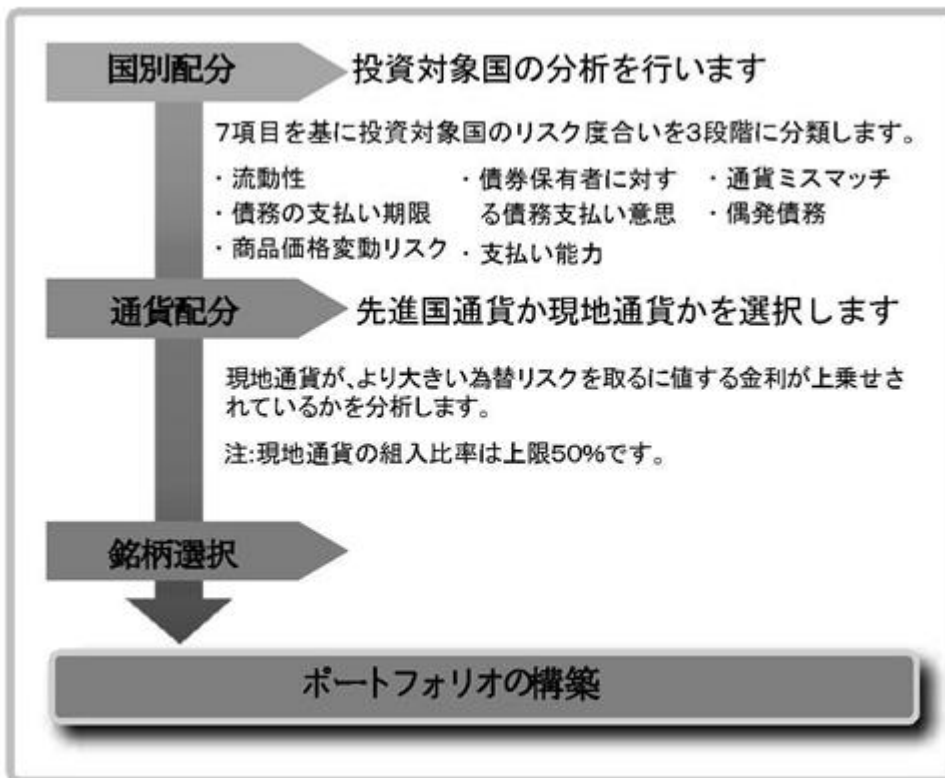 国別配分 投資対象国の分析を行います
7項目を基に投資対象国のリスク度合いを3段階に分類します。
・流動性
・債務の支払い期限
・商品価格変動リスク
・債券保有者に対す
る債務支払い意思
・支払い能力
・通貨ミスマッチ
・偶発債務
通貨配分 先進国通貨か現地通貨かを選択します
現地通貨が、より大きい為替リスクを取るに値する金利が上乗せさ
れているかを分析します。
注:現地通貨の組入比率は上限50%です。
銘柄選択
ポートフォリオの構築